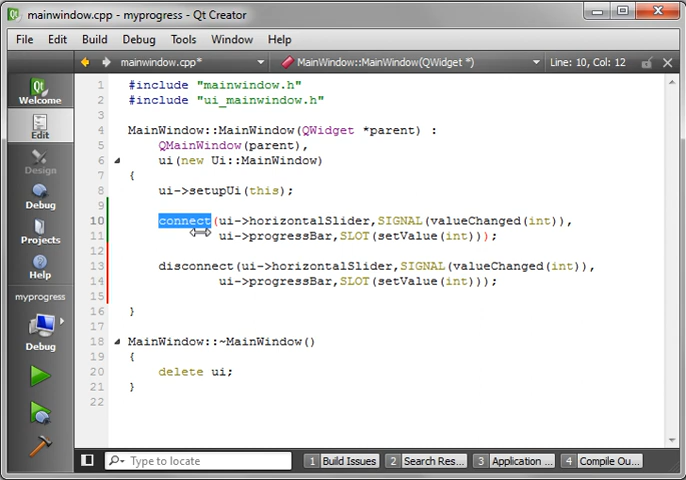 mainwindow.cpp - myprogress - Qt Creator
File Edit Build Debug Tools Window Help
mainwindow.cpp* MainWindow::MainWindow(QWidget *) Line: 10, Col: 12
Qt
Welcome
Edit
Design
Debug
Projects
Help
myprogress
Debug
1 #include "mainwindow.h"
2 #include "ui_mainwindow.h"
3
4 MainWindow::MainWindow(QWidget *parent) :
5 QMainWindow(parent),
6 ui(new Ui::MainWindow)
7 {
8 ui->setupUi(this);
9
10 connect(ui->horizontalSlider,SIGNAL(valueChanged(int)),
11 ui->progressBar,SLOT(setValue(int)));
12
13 disconnect(ui->horizontalSlider,SIGNAL(valueChanged(int)),
14 ui->progressBar,SLOT(setValue(int)));
15
16 }
17
18 MainWindow::~MainWindow()
19 {
20 delete ui;
21 }
22
Type to locate 1 Build Issues 2 Search Res... 3 Application ... 4 Compile Ou...